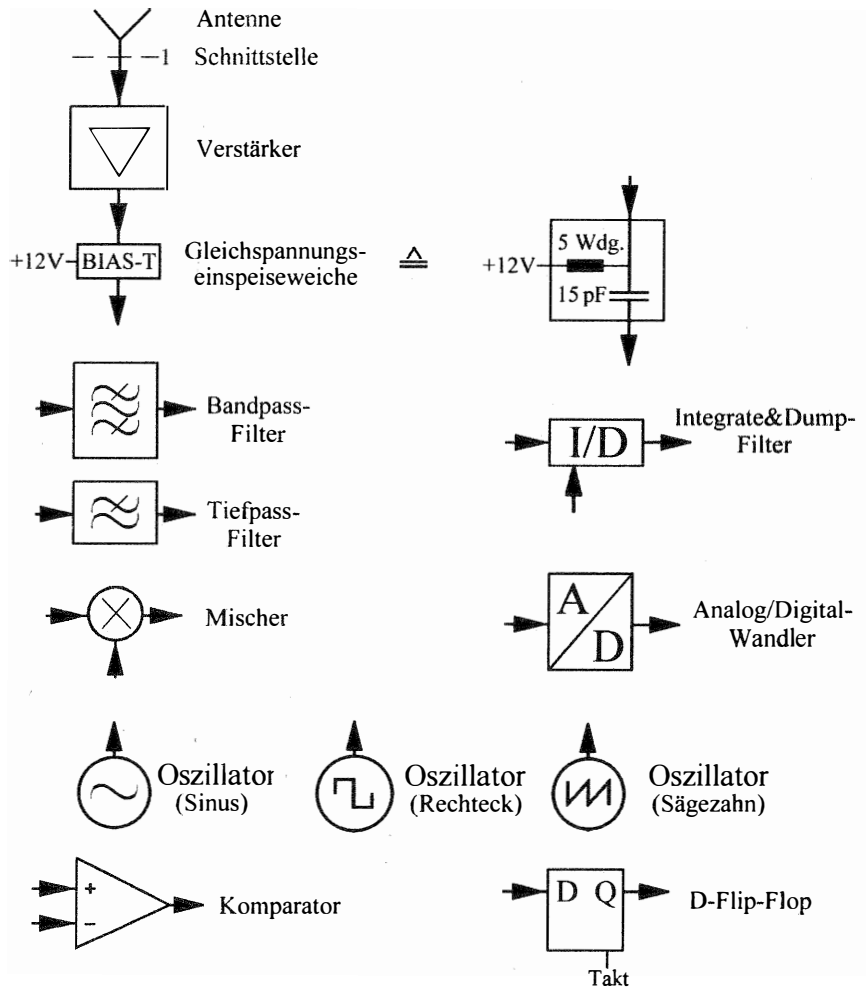 Antenne
1 Schnittstelle
Verstärker
+12V
BIAS-T
Gleichspannungs-
einspeiseweiche
≙
5 Wdg.
+12V
15 pF
Bandpass-
Filter
I/D
Integrate&Dump-
Filter
Tiefpass-
Filter
Mischer
A
D
Analog/Digital-
Wandler
Oszillator
(Sinus)
Oszillator
(Rechteck)
Oszillator
(Sägezahn)
+
−
Komparator
D Q
D-Flip-Flop
Takt